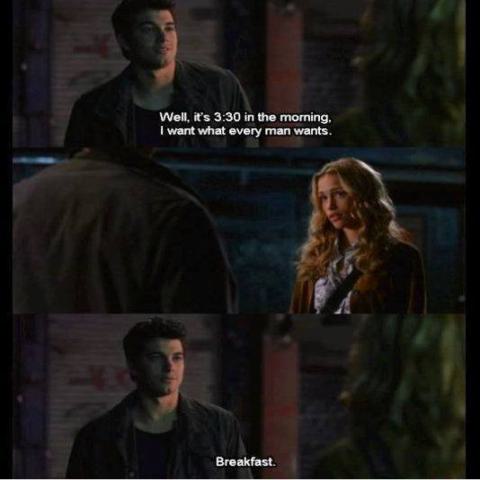 Well, it's 3:30 in the morning,
I want what every man wants.
Breakfast.